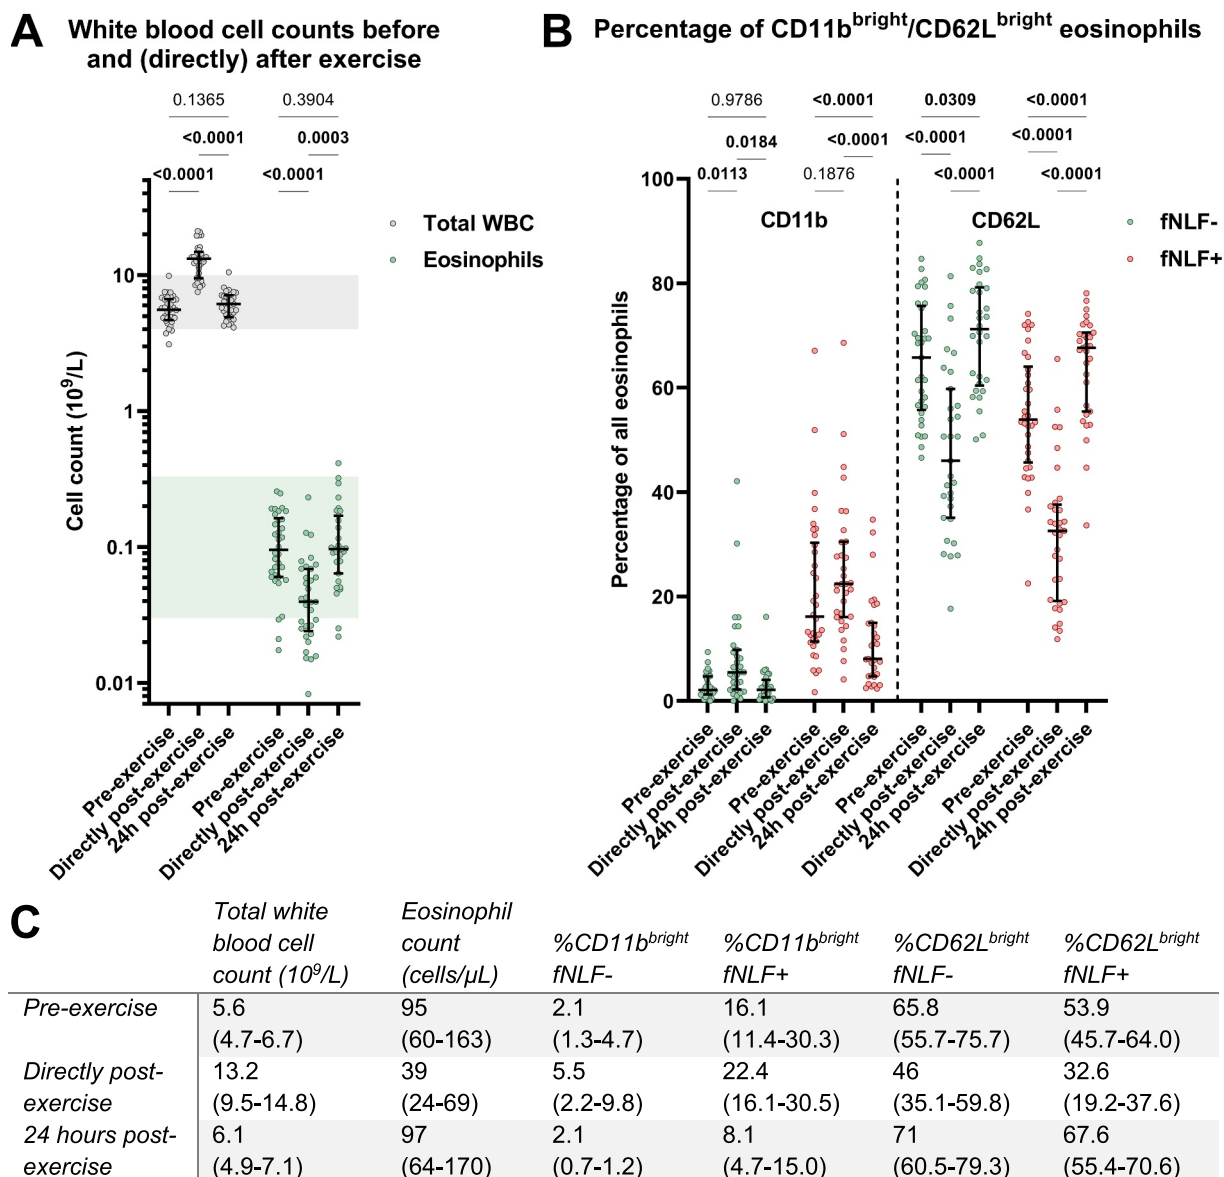 A
White blood cell counts before
and (directly) after exercise
0.1365
0.3904
<0.0001
0.0003
<0.0001
<0.0001
Total WBC
Eosinophils
Cell count (10⁹/L)
10
1
0.1
0.01
Pre-exercise
Directly post-exercise
24h post-exercise
Pre-exercise
Directly post-exercise
24h post-exercise
B
Percentage of CD11b^bright/CD62L^bright eosinophils
0.9786
<0.0001
0.0309
<0.0001
0.0184
<0.0001
<0.0001
<0.0001
0.0113
0.1876
<0.0001
<0.0001
CD11b
CD62L
fNLF-
fNLF+
Percentage of all eosinophils
100
80
60
40
20
0
Pre-exercise
Directly post-exercise
24h post-exercise
Pre-exercise
Directly post-exercise
24h post-exercise
Pre-exercise
Directly post-exercise
24h post-exercise
Pre-exercise
Directly post-exercise
24h post-exercise
C
Total white Eosinophil
blood cell count %CD11b^bright %CD11b^bright %CD62L^bright %CD62L^bright
count (10⁹/L) (cells/µL) fNLF- fNLF+ fNLF- fNLF+
Pre-exercise 5.6 95 2.1 16.1 65.8 53.9
(4.7-6.7) (60-163) (1.3-4.7) (11.4-30.3) (55.7-75.7) (45.7-64.0)
Directly post- 13.2 39 5.5 22.4 46 32.6
exercise (9.5-14.8) (24-69) (2.2-9.8) (16.1-30.5) (35.1-59.8) (19.2-37.6)
24 hours post- 6.1 97 2.1 8.1 71 67.6
exercise (4.9-7.1) (64-170) (0.7-1.2) (4.7-15.0) (60.5-79.3) (55.4-70.6)